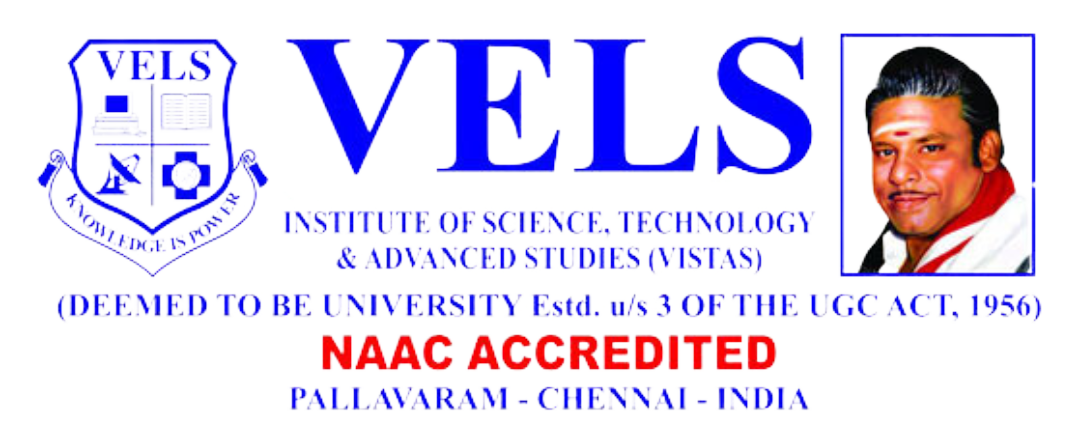 VELS
KNOWLEDGE IS POWER
VELS
INSTITUTE OF SCIENCE, TECHNOLOGY
& ADVANCED STUDIES (VISTAS)
(DEEMED TO BE UNIVERSITY Estd. u/s 3 OF THE UGC ACT, 1956)
NAAC ACCREDITED
PALLAVARAM - CHENNAI - INDIA